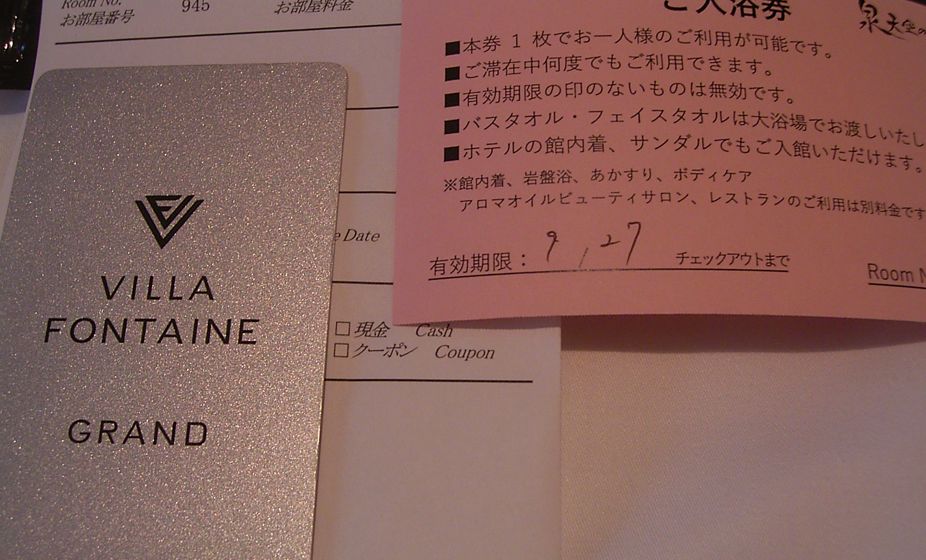 Room No.
お部屋番号 945 お部屋料金
Date
現金 Cash
クーポン Coupon
VILLA
FONTAINE
GRAND
ご入浴券
泉天空の
■本券1枚でお一人様のご利用が可能です。
■ご滞在中何度でもご利用できます。
■有効期限の印のないものは無効です。
■バスタオル・フェイスタオルは大浴場でお渡しいたし
■ホテルの館内着、サンダルでもご入館いただけます。
※館内着、岩盤浴、あかすり、ボディケア
アロマオイルビューティサロン、レストランのご利用は別料金です
有効期限: 9/27 チェックアウトまで
Room